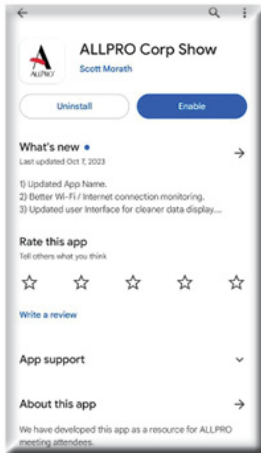 ALLPRO Corp Show
ALLPRO
Scott Morath
Uninstall
Enable
What's new •
Last updated Oct 7, 2023
1) Updated App Name.
2) Better Wi-Fi / Internet connection monitoring.
3) Updated user Interface for cleaner data display....
Rate this app
Tell others what you think
Write a review
App support
About this app
We have developed this app as a resource for ALLPRO
meeting attendees.